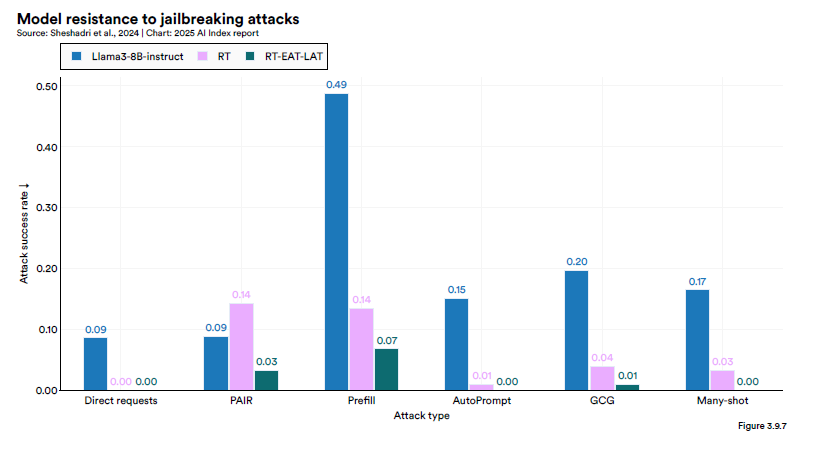 Model resistance to jailbreaking attacks
Source: Sheshadri et al., 2024 | Chart: 2025 AI Index report
Llama3-8B-instruct RT RT-EAT-LAT
Attack success rate ↓
0.50
0.40
0.30
0.20
0.10
0.00
0.09 0.00 0.00
0.09 0.14 0.03
0.49 0.14 0.07
0.15 0.01 0.00
0.20 0.04 0.01
0.17 0.03 0.00
Direct requests PAIR Prefill AutoPrompt GCG Many-shot
Attack type
Figure 3.9.7